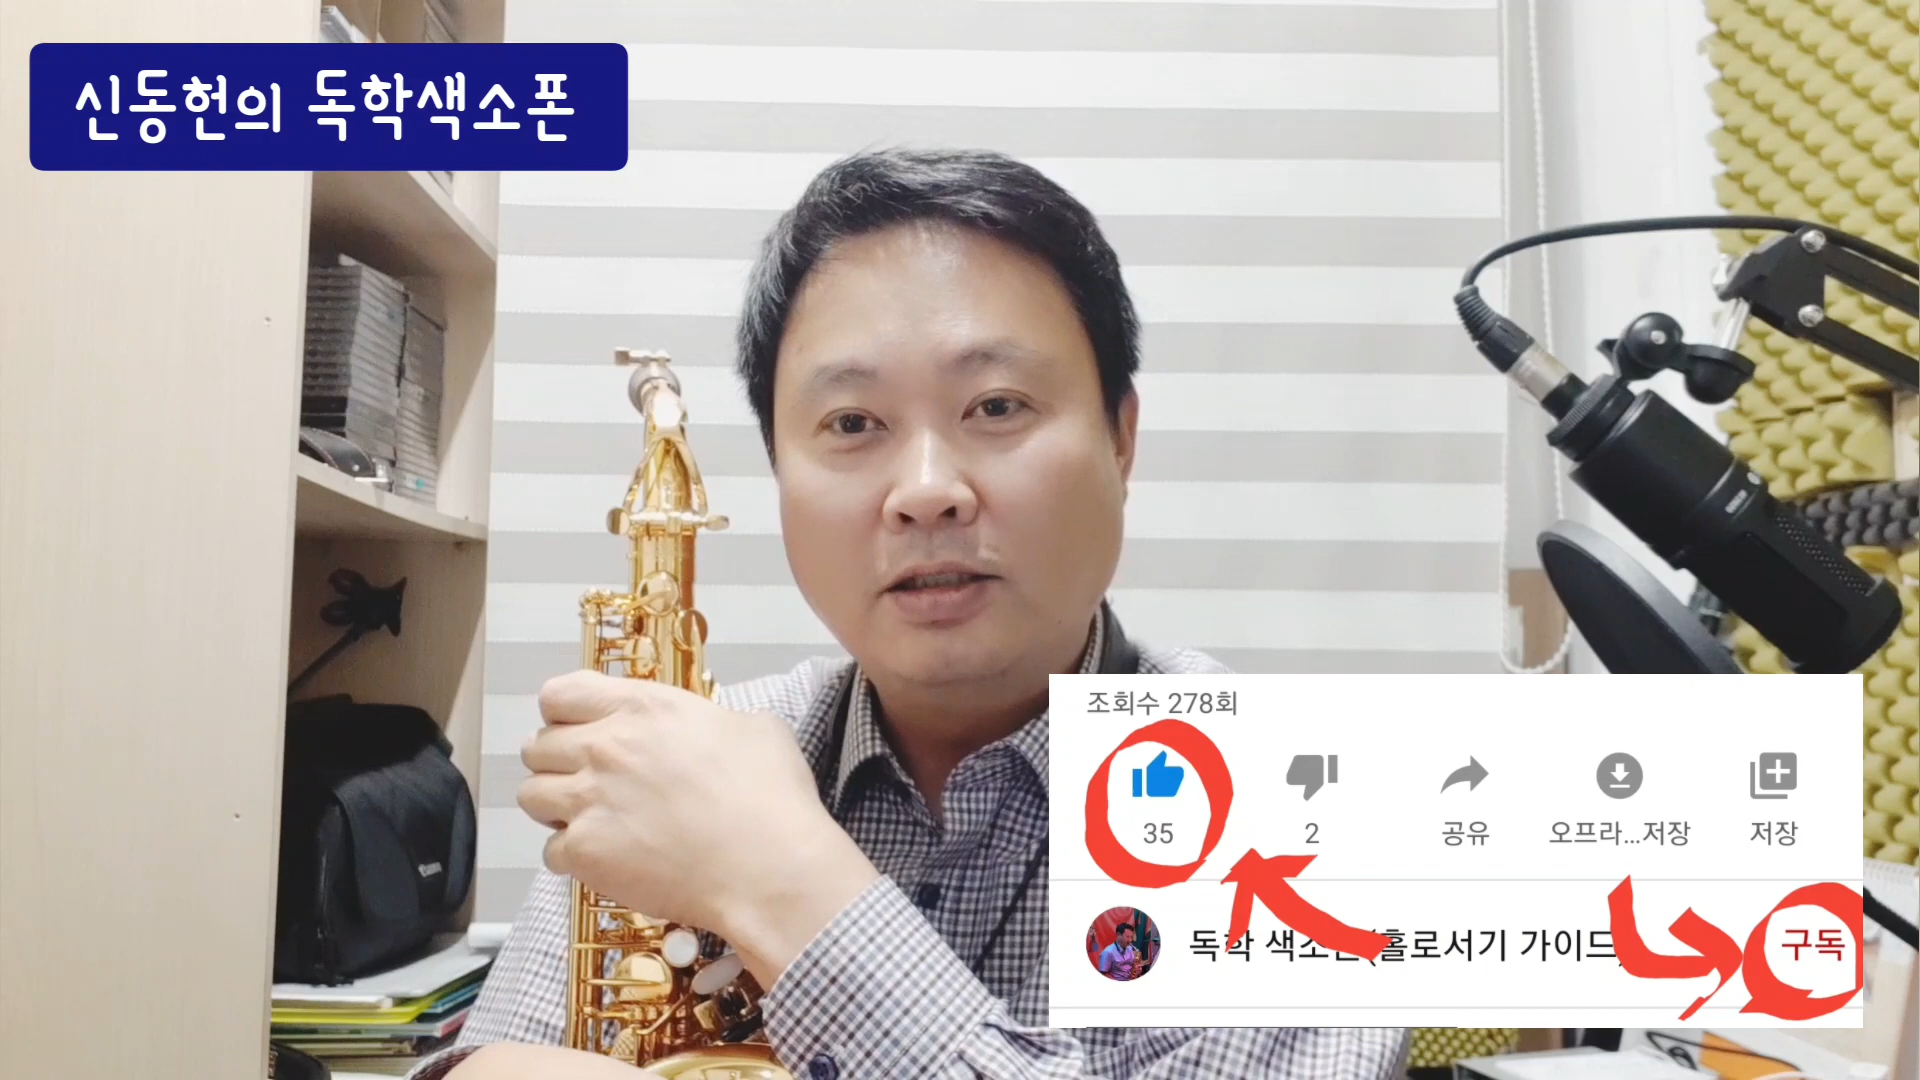 신동헌의 독학색소폰
조회수 278회
35
2
공유
오프라...저장
저장
독학 색소폰(홀로서기 가이드)
구독